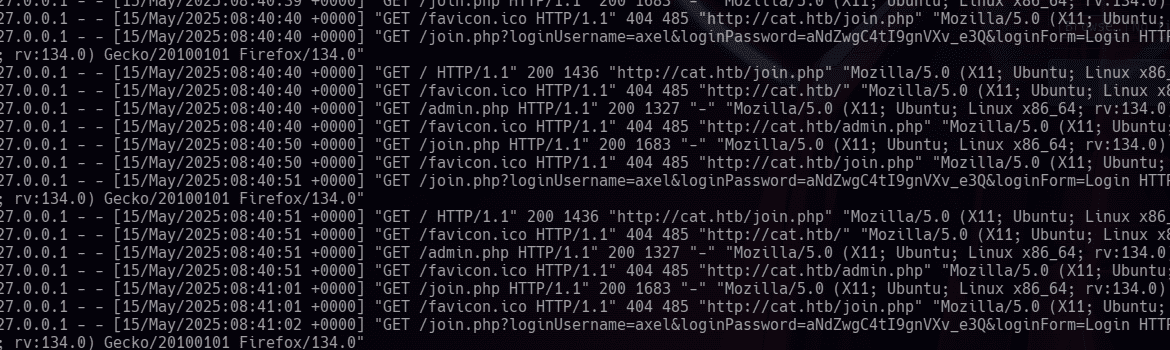 27.0.0.1 - - [15/May/2025:08:40:39 +0000] "GET /join.php HTTP/1.1" 200 1683 "-" "Mozilla/5.0 (X11; Ubuntu; Linux x86_64; rv:134.0)
27.0.0.1 - - [15/May/2025:08:40:40 +0000] "GET /favicon.ico HTTP/1.1" 404 485 "http://cat.htb/join.php" "Mozilla/5.0 (X11; Ubuntu;
27.0.0.1 - - [15/May/2025:08:40:40 +0000] "GET /join.php?loginUsername=axel&loginPassword=aNdZwgC4tI9gnVXv_e3Q&loginForm=Login HTT
; rv:134.0) Gecko/20100101 Firefox/134.0"
27.0.0.1 - - [15/May/2025:08:40:40 +0000] "GET / HTTP/1.1" 200 1436 "http://cat.htb/join.php" "Mozilla/5.0 (X11; Ubuntu; Linux x86_
27.0.0.1 - - [15/May/2025:08:40:40 +0000] "GET /favicon.ico HTTP/1.1" 404 485 "http://cat.htb/" "Mozilla/5.0 (X11; Ubuntu; Linux x8
27.0.0.1 - - [15/May/2025:08:40:40 +0000] "GET /admin.php HTTP/1.1" 200 1327 "-" "Mozilla/5.0 (X11; Ubuntu; Linux x86_64; rv:134.0
27.0.0.1 - - [15/May/2025:08:40:40 +0000] "GET /favicon.ico HTTP/1.1" 404 485 "http://cat.htb/admin.php" "Mozilla/5.0 (X11; Ubuntu
27.0.0.1 - - [15/May/2025:08:40:50 +0000] "GET /join.php HTTP/1.1" 200 1683 "-" "Mozilla/5.0 (X11; Ubuntu; Linux x86_64; rv:134.0)
27.0.0.1 - - [15/May/2025:08:40:50 +0000] "GET /favicon.ico HTTP/1.1" 404 485 "http://cat.htb/join.php" "Mozilla/5.0 (X11; Ubuntu;
27.0.0.1 - - [15/May/2025:08:40:51 +0000] "GET /join.php?loginUsername=axel&loginPassword=aNdZwgC4tI9gnVXv_e3Q&loginForm=Login HTT
; rv:134.0) Gecko/20100101 Firefox/134.0"
27.0.0.1 - - [15/May/2025:08:40:51 +0000] "GET / HTTP/1.1" 200 1436 "http://cat.htb/join.php" "Mozilla/5.0 (X11; Ubuntu; Linux x86
27.0.0.1 - - [15/May/2025:08:40:51 +0000] "GET /favicon.ico HTTP/1.1" 404 485 "http://cat.htb/" "Mozilla/5.0 (X11; Ubuntu; Linux x8
27.0.0.1 - - [15/May/2025:08:40:51 +0000] "GET /admin.php HTTP/1.1" 200 1327 "-" "Mozilla/5.0 (X11; Ubuntu; Linux x86_64; rv:134.0
27.0.0.1 - - [15/May/2025:08:40:51 +0000] "GET /favicon.ico HTTP/1.1" 404 485 "http://cat.htb/admin.php" "Mozilla/5.0 (X11; Ubuntu
27.0.0.1 - - [15/May/2025:08:41:01 +0000] "GET /join.php HTTP/1.1" 200 1683 "-" "Mozilla/5.0 (X11; Ubuntu; Linux x86_64; rv:134.0)
27.0.0.1 - - [15/May/2025:08:41:01 +0000] "GET /favicon.ico HTTP/1.1" 404 485 "http://cat.htb/join.php" "Mozilla/5.0 (X11; Ubuntu;
27.0.0.1 - - [15/May/2025:08:41:02 +0000] "GET /join.php?loginUsername=axel&loginPassword=aNdZwgC4tI9gnVXv_e3Q&loginForm=Login HTT
; rv:134.0) Gecko/20100101 Firefox/134.0"